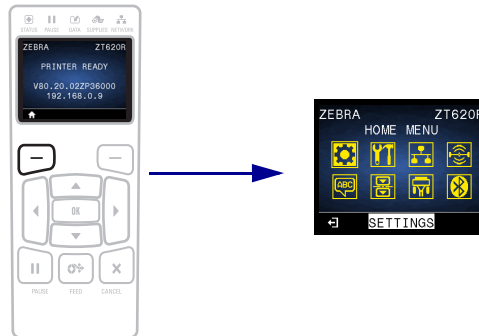 STATUS PAUSE DATA SUPPLIES NETWORK
ZEBRA ZT620R
PRINTER READY
V80.20.02ZP36000
192.168.0.9
OK
PAUSE FEED CANCEL
ZEBRA ZT620R
HOME MENU
ABC
SETTINGS